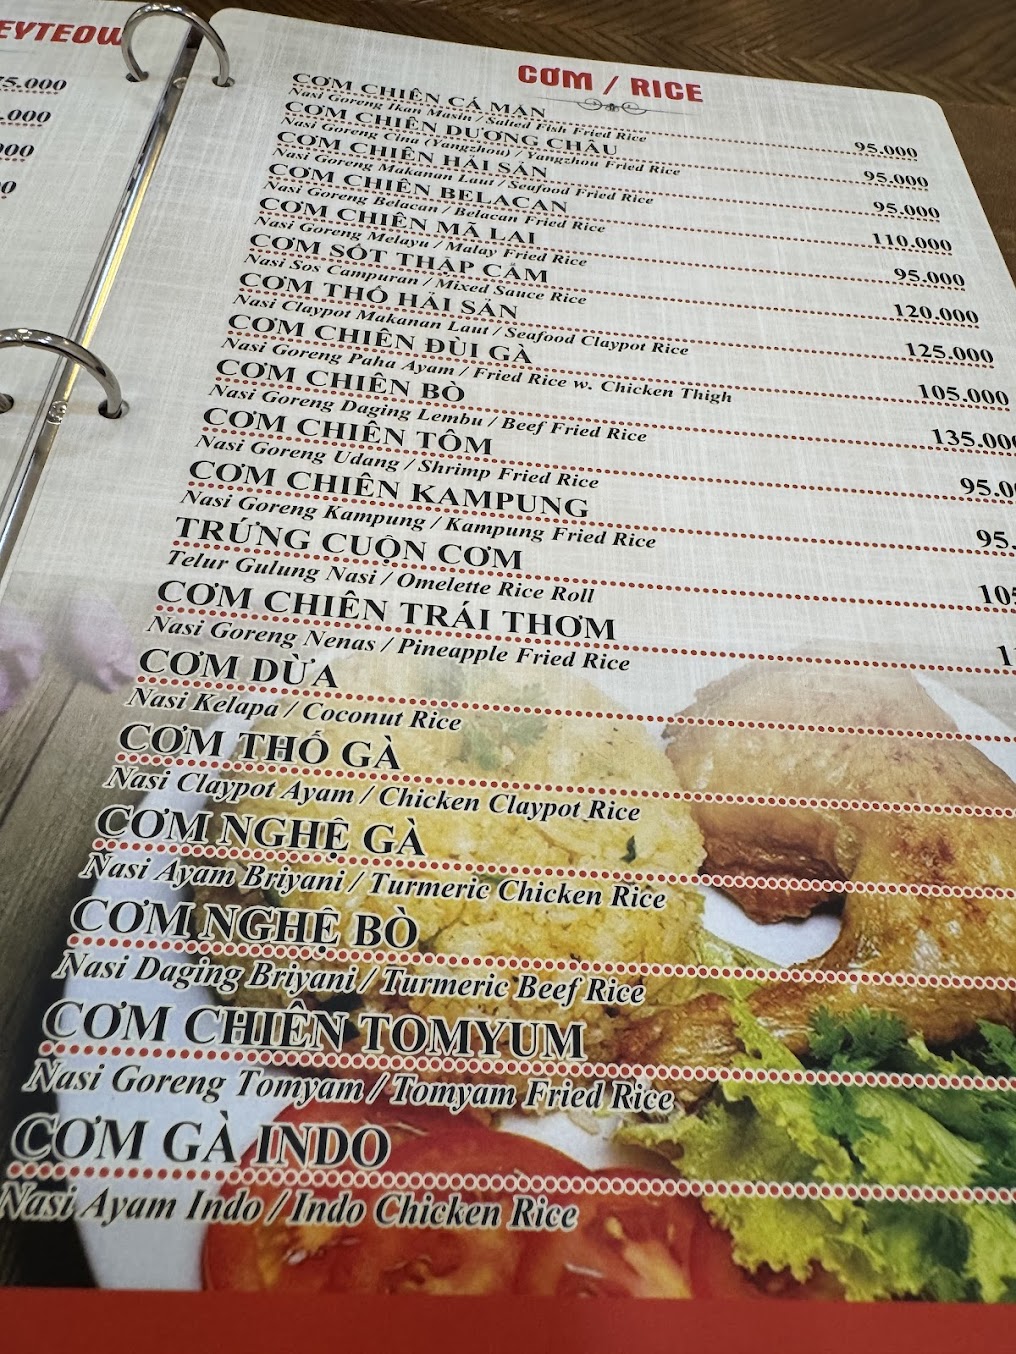 EYTEOW
75.000
.000
000
0
CƠM / RICE
CƠM CHIÊN CÁ MẶN
95.000
Nasi Goreng Ikan Masin / Salted Fish Fried Rice
CƠM CHIÊN DƯƠNG CHÂU
95.000
Nasi Goreng Cina (Yangzhou) / Yangzhou Fried Rice
CƠM CHIÊN HẢI SẢN
95.000
Nasi Goreng Makanan Laut / Seafood Fried Rice
CƠM CHIÊN BELACAN
110.000
Nasi Goreng Belacan / Belacan Fried Rice
CƠM CHIÊN MÃ LAI
95.000
Nasi Goreng Melayu / Malay Fried Rice
CƠM SỐT THẬP CẨM
120.000
Nasi Sos Campuran / Mixed Sauce Rice
CƠM THỐ HẢI SẢN
125.000
Nasi Claypot Makanan Laut / Seafood Claypot Rice
CƠM CHIÊN ĐÙI GÀ
105.000
Nasi Goreng Paha Ayam / Fried Rice w. Chicken Thigh
CƠM CHIÊN BÒ
135.000
Nasi Goreng Daging Lembu / Beef Fried Rice
CƠM CHIÊN TÔM
95.0
Nasi Goreng Udang / Shrimp Fried Rice
CƠM CHIÊN KAMPUNG
95.
Nasi Goreng Kampung / Kampung Fried Rice
TRỨNG CUỘN CƠM
105
Telur Gulung Nasi / Omelette Rice Roll
CƠM CHIÊN TRÁI THƠM
Nasi Goreng Nenas / Pineapple Fried Rice
CƠM DỪA
Nasi Kelapa / Coconut Rice
CƠM THỐ GÀ
Nasi Claypot Ayam / Chicken Claypot Rice
CƠM NGHỆ GÀ
Nasi Ayam Briyani / Turmeric Chicken Rice
CƠM NGHỆ BÒ
Nasi Daging Briyani / Turmeric Beef Rice
CƠM CHIÊN TOMYUM
Nasi Goreng Tomyam / Tomyam Fried Rice
CƠM GÀ INDO
Nasi Ayam Indo / Indo Chicken Rice